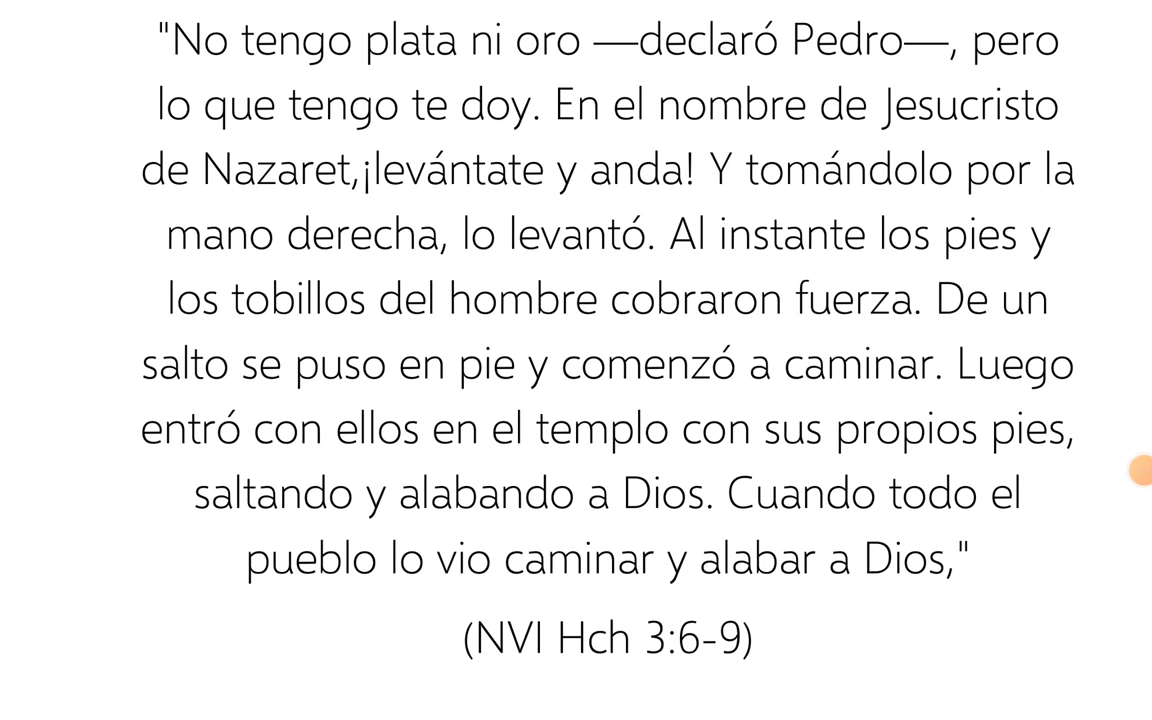 "No tengo plata ni oro —declaró Pedro—, pero
lo que tengo te doy. En el nombre de Jesucristo
de Nazaret,¡levántate y anda! Y tomándolo por la
mano derecha, lo levantó. Al instante los pies y
los tobillos del hombre cobraron fuerza. De un
salto se puso en pie y comenzó a caminar. Luego
entró con ellos en el templo con sus propios pies,
saltando y alabando a Dios. Cuando todo el
pueblo lo vio caminar y alabar a Dios,"
(NVI Hch 3:6-9)